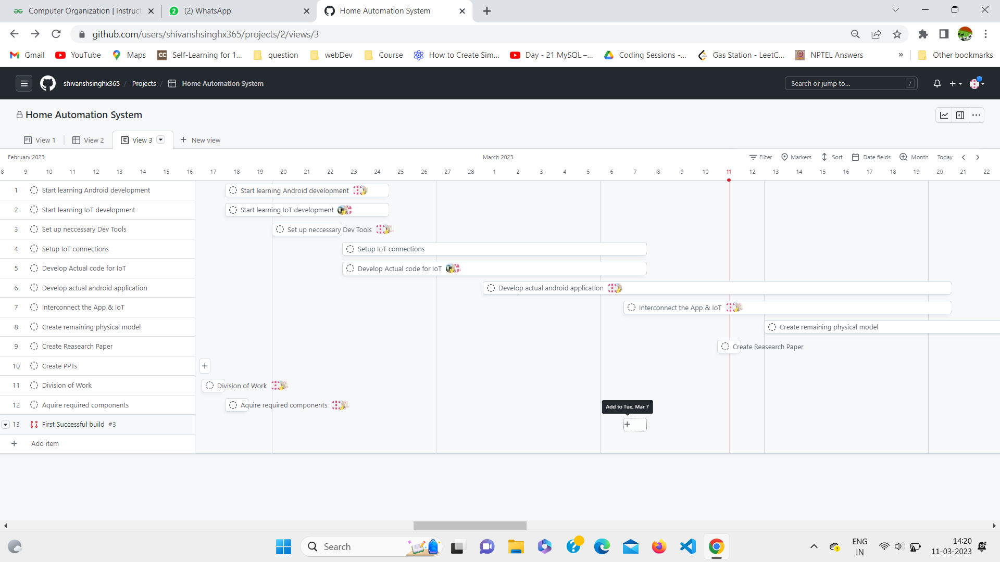 Computer Organization | Instruct
(2) WhatsApp
Home Automation System
github.com/users/shivanshsinghx365/projects/2/views/3
Gmail
YouTube
Maps
CC
Self-Learning for 1...
question
webDev
Course
How to Create Sim...
Day - 21 MySQL –...
Coding Sessions -...
Gas Station - LeetC...
NPTEL Answers
»
Other bookmarks
shivanshsinghx365 / Projects / Home Automation System
Search or jump to... /
Home Automation System
View 1
View 2
View 3
New view
February 2023
March 2023
Filter
Markers
Sort
Date fields
Month
Today
8 9 10 11 12 13 14 15 16 17 18 19 20 21 22 23 24 25 26 27 28 1 2 3 4 5 6 7 8 9 10 11 12 13 14 15 16 17 18 19 20 21 22
1 Start learning Android development
Start learning Android development
2 Start learning IoT development
Start learning IoT development
3 Set up neccessary Dev Tools
Set up neccessary Dev Tools
4 Setup IoT connections
Setup IoT connections
5 Develop Actual code for IoT
Develop Actual code for IoT
6 Develop actual android application
Develop actual android application
7 Interconnect the App & IoT
Interconnect the App & IoT
8 Create remaining physical model
Create remaining physical model
9 Create Reasearch Paper
Create Reasearch Paper
10 Create PPTs
11 Division of Work
Division of Work
12 Aquire required components
Aquire required components
Add to Tue, Mar 7
13 First Successful build #3
+ Add item
Search
ENG
IN
14:20
11-03-2023